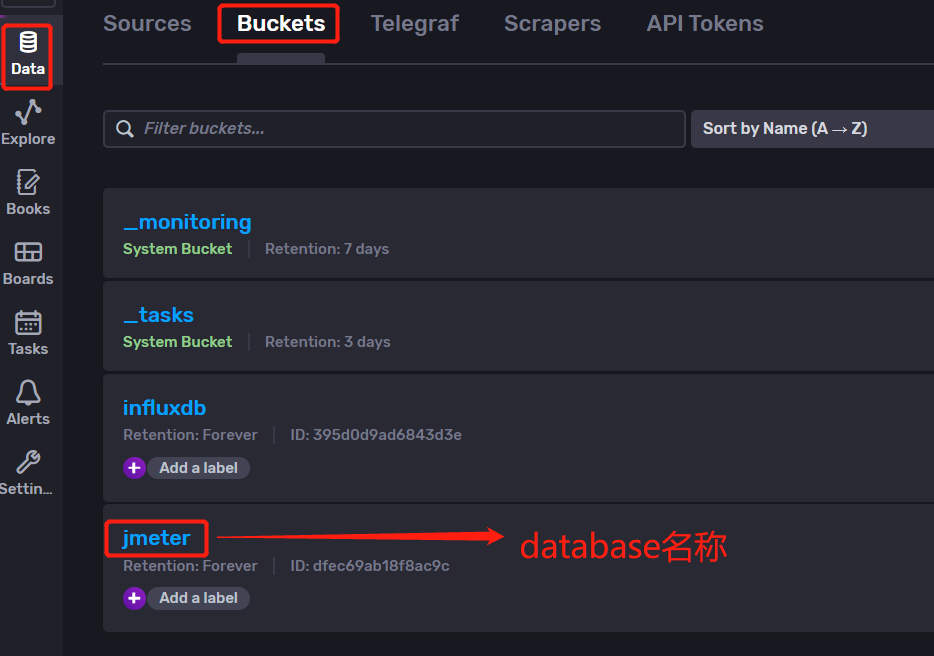 Sources Buckets Telegraf Scrapers API Tokens
Data
Explore
Books
Boards
Tasks
Alerts
Settin...
Filter buckets...
Sort by Name (A → Z)
_monitoring
System Bucket Retention: 7 days
_tasks
System Bucket Retention: 3 days
influxdb
Retention: Forever ID: 395d0d9ad6843d3e
Add a label
jmeter
database名称
Retention: Forever ID: dfec69ab18f8ac9c
Add a label